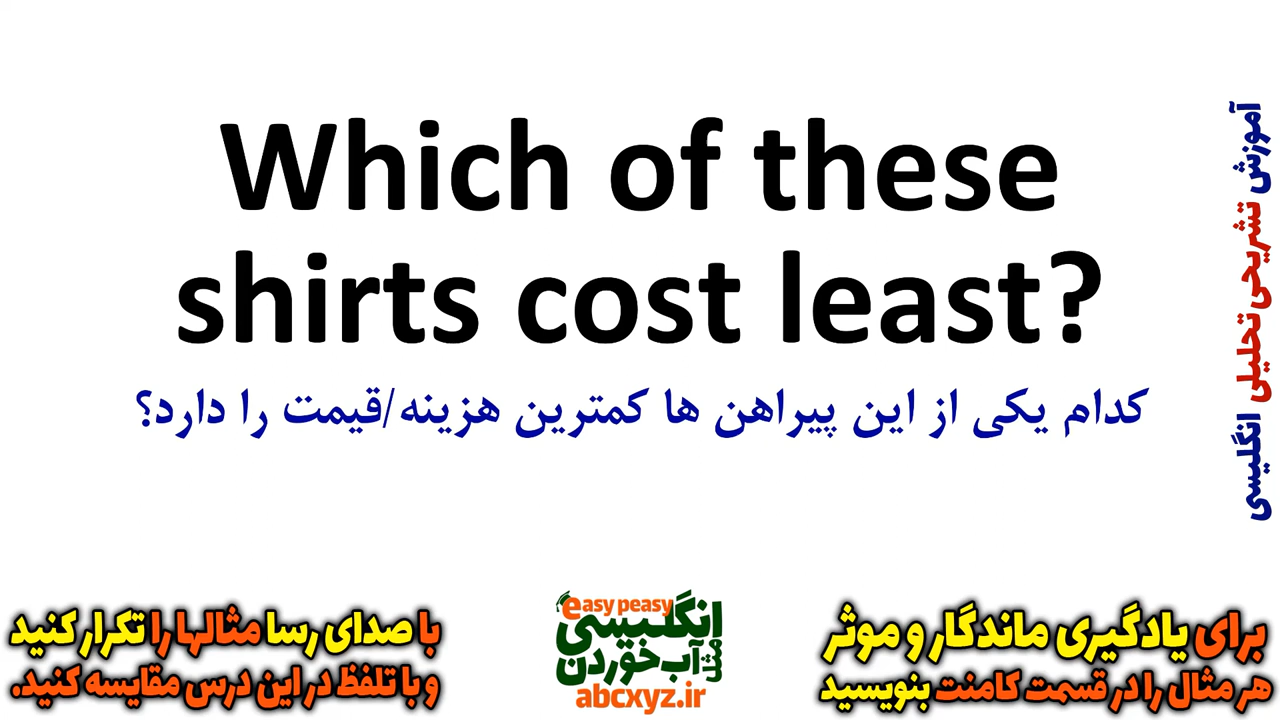 Which of these
shirts cost least?
کدام یکی از این پیراهن ها کمترین هزینه/قیمت را دارد؟
آموزش تشریحی تحلیلی انگلیسی
برای یادگیری ماندگار و موثر
هر مثال را در قسمت کامنت بنویسید
easy peasy
انگلیسی
مثل آب خوردن
abcxyz.ir
با صدای رسا مثالها را تکرار کنید
و با تلفظ در این درس مقایسه کنید.